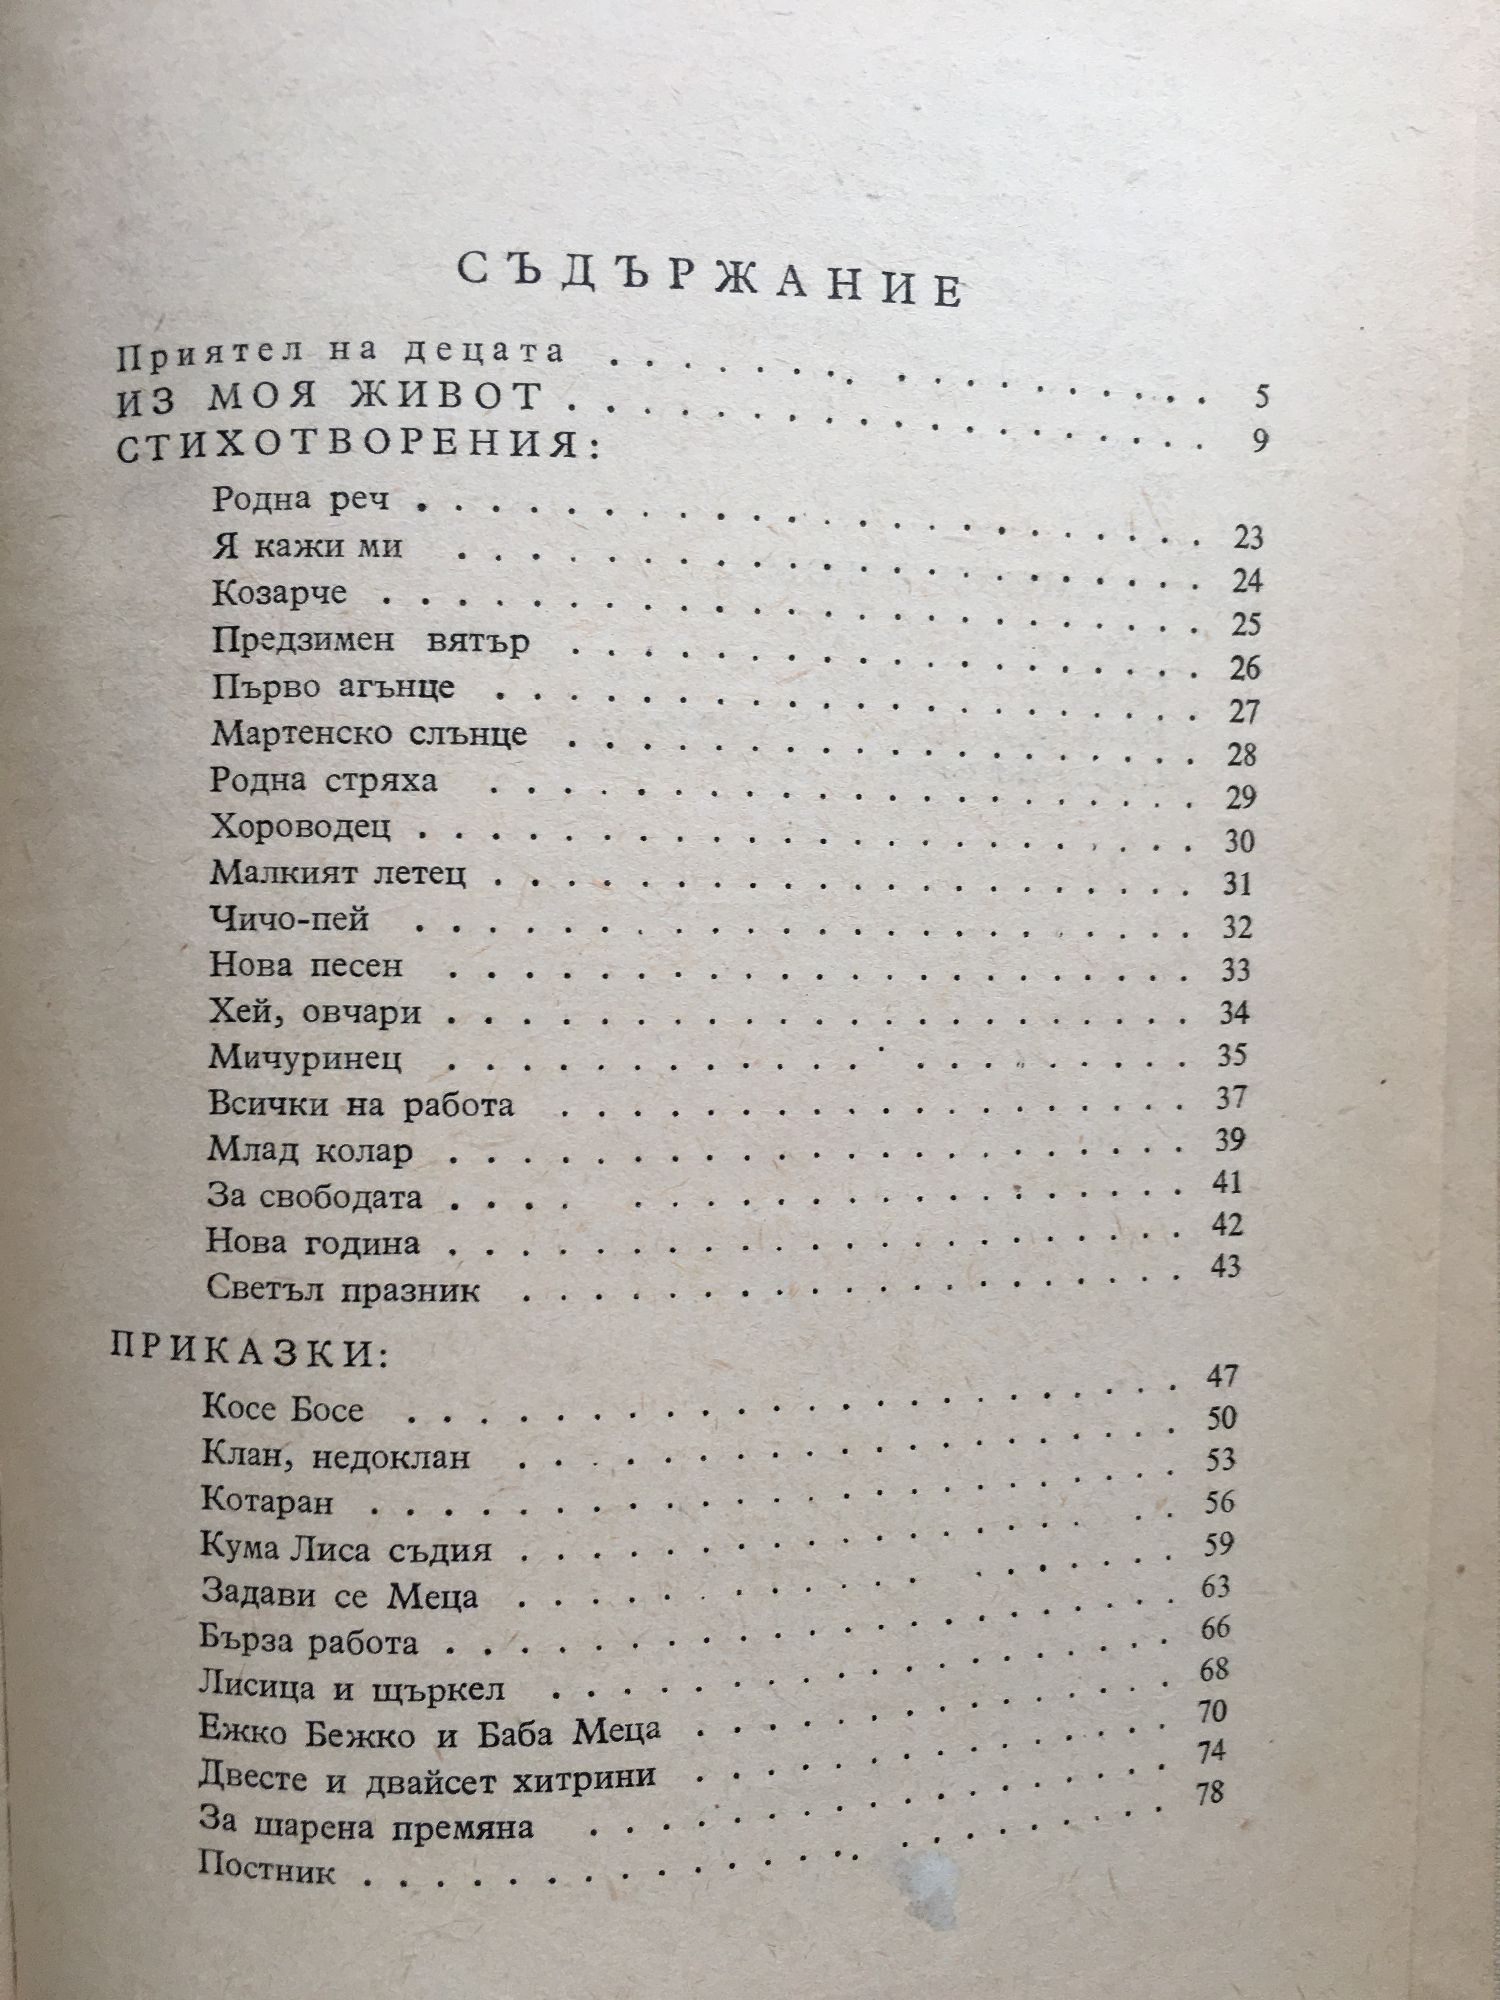 СЪДЪРЖАНИЕ
Приятел на децата . . . . . . . . . . . . . . . . 5
ИЗ МОЯ ЖИВОТ . . . . . . . . . . . . . . . . . 9
СТИХОТВОРЕНИЯ:
Родна реч . . . . . . . . . . . . . . . . . . . . . 23
Я кажи ми . . . . . . . . . . . . . . . . . . . . 24
Козарче . . . . . . . . . . . . . . . . . . . . . . 25
Предзимен вятър . . . . . . . . . . . . . . . . . 26
Първо агънце . . . . . . . . . . . . . . . . . . . 27
Мартенско слънце . . . . . . . . . . . . . . . . . 28
Родна стряха . . . . . . . . . . . . . . . . . . . 29
Хороводец . . . . . . . . . . . . . . . . . . . . . 30
Малкият летец . . . . . . . . . . . . . . . . . . . 31
Чичо-пей . . . . . . . . . . . . . . . . . . . . . 32
Нова песен . . . . . . . . . . . . . . . . . . . . 33
Хей, овчари . . . . . . . . . . . . . . . . . . . . 34
Мичуринец . . . . . . . . . . . . . . . . . . . . 35
Всички на работа . . . . . . . . . . . . . . . . . 37
Млад колар . . . . . . . . . . . . . . . . . . . . 39
За свободата . . . . . . . . . . . . . . . . . . . 41
Нова година . . . . . . . . . . . . . . . . . . . . 42
Светъл празник . . . . . . . . . . . . . . . . . . 43
ПРИКАЗКИ:
Косе Босе . . . . . . . . . . . . . . . . . . . . . 47
Клан, недоклан . . . . . . . . . . . . . . . . . . 50
Котаран . . . . . . . . . . . . . . . . . . . . . . 53
Кума Лиса съдия . . . . . . . . . . . . . . . . . 56
Задави се Меца . . . . . . . . . . . . . . . . . . 59
Бърза работа . . . . . . . . . . . . . . . . . . . 63
Лисица и щъркел . . . . . . . . . . . . . . . . . 66
Ежко Бежко и Баба Меца . . . . . . . . . . . . . 68
Двесте и двайсет хитрини . . . . . . . . . . . . . 70
За шарена премяна . . . . . . . . . . . . . . . . 74
Постник . . . . . . . . . . . . . . . . . . . . . . 78